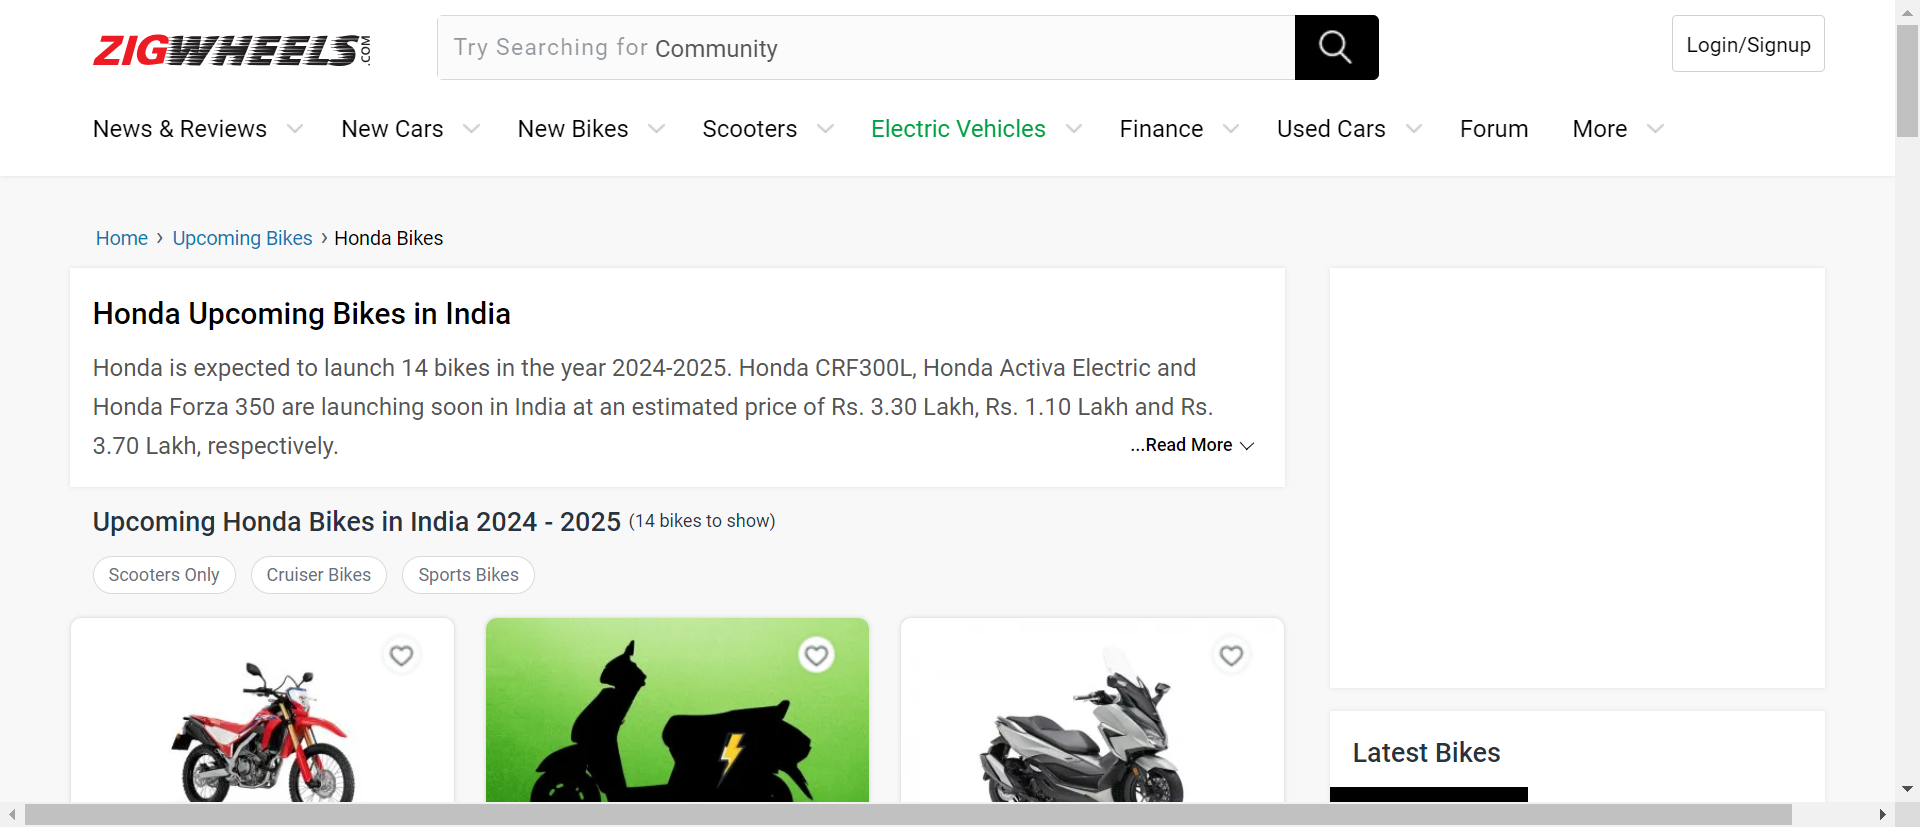 ZIGWHEELS.COM
Try Searching for Community
Login/Signup
News & Reviews New Cars New Bikes Scooters Electric Vehicles Finance Used Cars Forum More
Home › Upcoming Bikes › Honda Bikes
Honda Upcoming Bikes in India
Honda is expected to launch 14 bikes in the year 2024-2025. Honda CRF300L, Honda Activa Electric and
Honda Forza 350 are launching soon in India at an estimated price of Rs. 3.30 Lakh, Rs. 1.10 Lakh and Rs.
3.70 Lakh, respectively.
...Read More
Upcoming Honda Bikes in India 2024 - 2025 (14 bikes to show)
Scooters Only Cruiser Bikes Sports Bikes
Latest Bikes